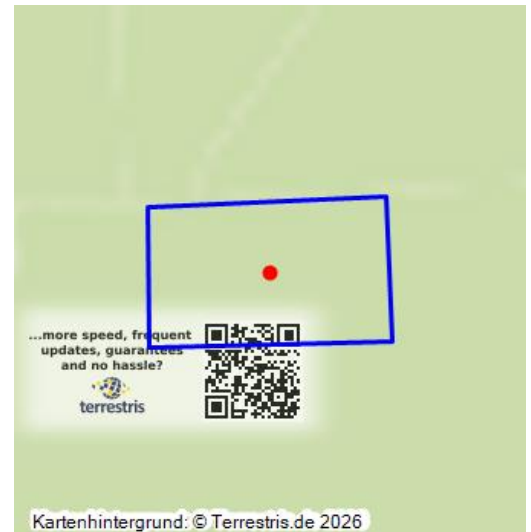 ...more speed, frequent
updates, guarantees
and no hassle?
terrestris
Kartenhintergrund: © Terrestris.de 2026